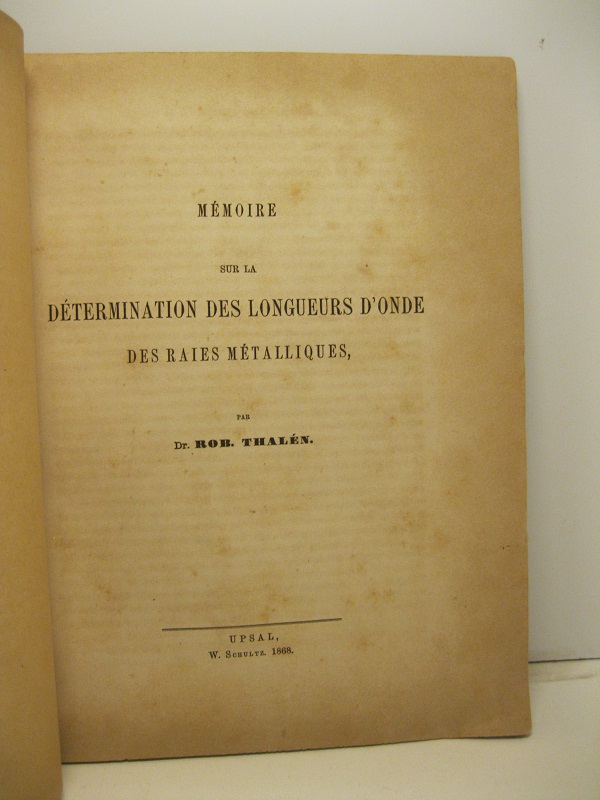 MÉMOIRE
SUR LA
DÉTERMINATION DES LONGUEURS D'ONDE
DES RAIES MÉTALLIQUES,
PAR
Dr. ROB. THALÉN.
UPSAL,
W. SCHULTZ. 1868.